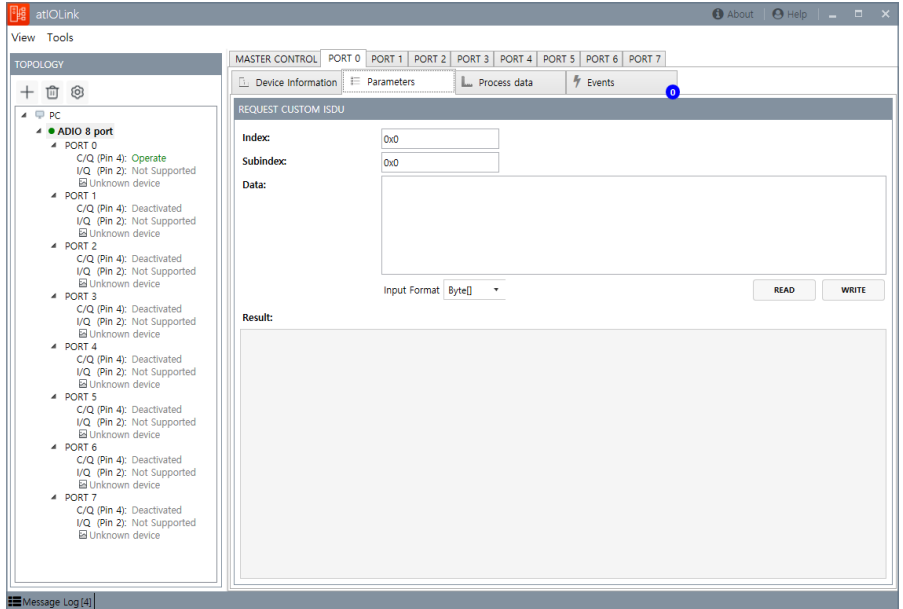 atIOLink
About
Help
View Tools
TOPOLOGY
PC
ADIO 8 port
PORT 0
C/Q (Pin 4): Operate
I/Q (Pin 2): Not Supported
Unknown device
PORT 1
C/Q (Pin 4): Deactivated
I/Q (Pin 2): Not Supported
Unknown device
PORT 2
C/Q (Pin 4): Deactivated
I/Q (Pin 2): Not Supported
Unknown device
PORT 3
C/Q (Pin 4): Deactivated
I/Q (Pin 2): Not Supported
Unknown device
PORT 4
C/Q (Pin 4): Deactivated
I/Q (Pin 2): Not Supported
Unknown device
PORT 5
C/Q (Pin 4): Deactivated
I/Q (Pin 2): Not Supported
Unknown device
PORT 6
C/Q (Pin 4): Deactivated
I/Q (Pin 2): Not Supported
Unknown device
PORT 7
C/Q (Pin 4): Deactivated
I/Q (Pin 2): Not Supported
Unknown device
MASTER CONTROL PORT 0 PORT 1 PORT 2 PORT 3 PORT 4 PORT 5 PORT 6 PORT 7
Device Information Parameters Process data Events 0
REQUEST CUSTOM ISDU
Index: 0x0
Subindex: 0x0
Data:
Input Format Byte[] READ WRITE
Result:
Message Log[4]